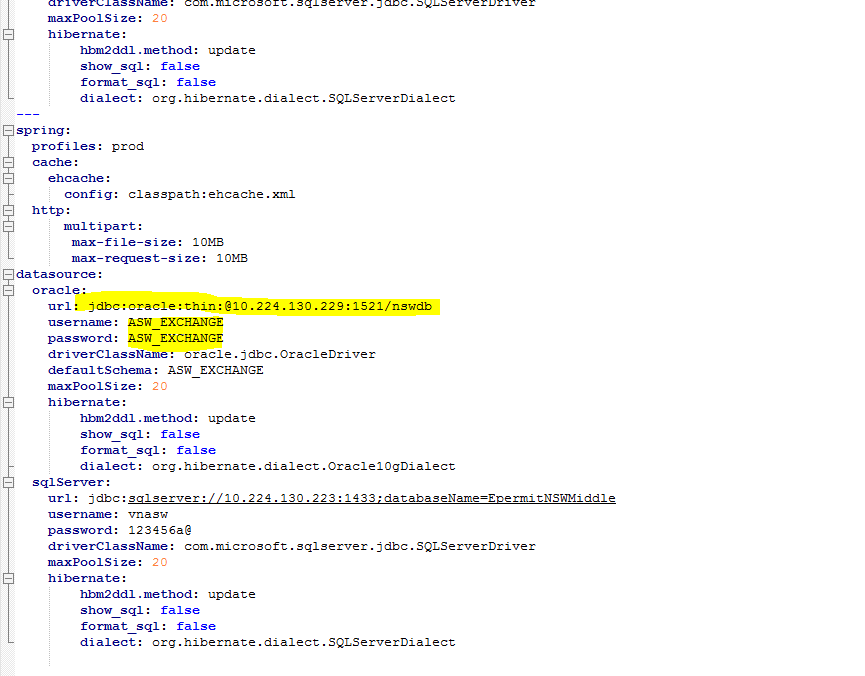 driverClassName: com.microsoft.sqlserver.jdbc.SQLServerDriver
maxPoolSize: 20
hibernate:
hbm2ddl.method: update
show_sql: false
format_sql: false
dialect: org.hibernate.dialect.SQLServerDialect
---
spring:
profiles: prod
cache:
ehcache:
config: classpath:ehcache.xml
http:
multipart:
max-file-size: 10MB
max-request-size: 10MB
datasource:
oracle:
url: jdbc:oracle:thin:@10.224.130.229:1521/nswdb
username: ASW_EXCHANGE
password: ASW_EXCHANGE
driverClassName: oracle.jdbc.OracleDriver
defaultSchema: ASW_EXCHANGE
maxPoolSize: 20
hibernate:
hbm2ddl.method: update
show_sql: false
format_sql: false
dialect: org.hibernate.dialect.Oracle10gDialect
sqlServer:
url: jdbc:sqlserver://10.224.130.223:1433;databaseName=EpermitNSWMiddle
username: vnasw
password: 123456a@
driverClassName: com.microsoft.sqlserver.jdbc.SQLServerDriver
maxPoolSize: 20
hibernate:
hbm2ddl.method: update
show_sql: false
format_sql: false
dialect: org.hibernate.dialect.SQLServerDialect